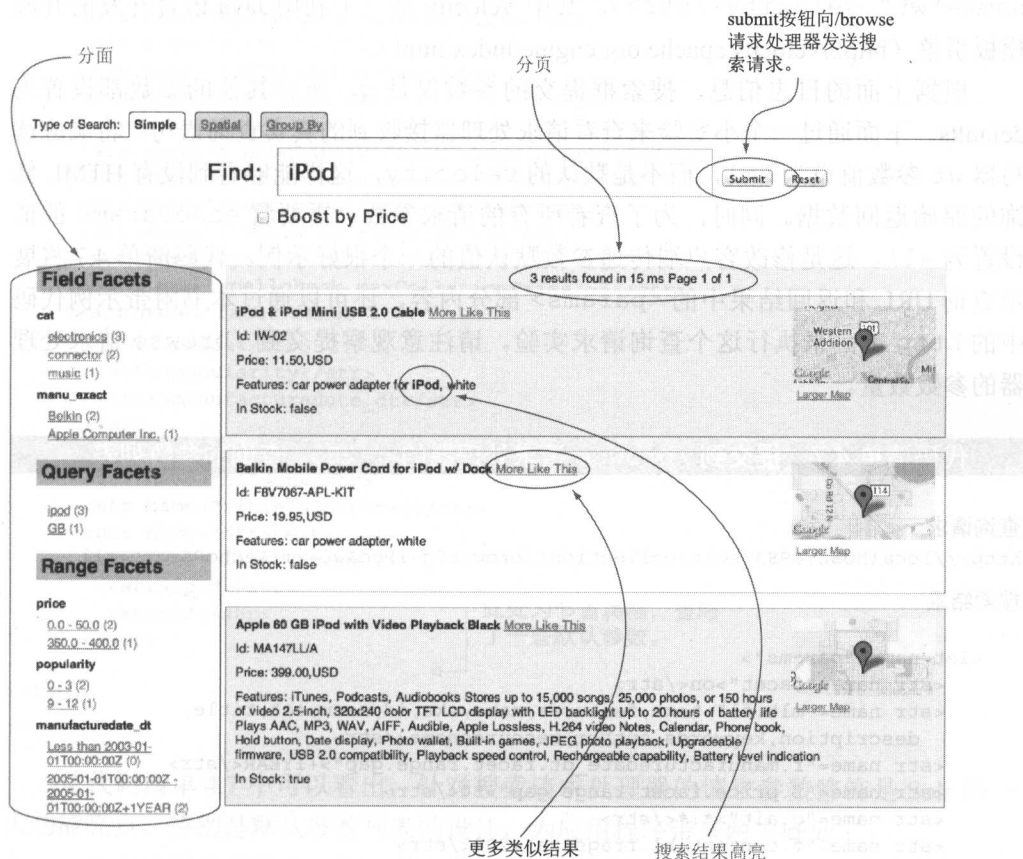 submit按钮向/browse
请求处理器发送搜
索请求。
分面
分页
Type of Search: Simple Spatial Group By
Find: iPod
Submit Reset
Boost by Price
Field Facets
cat
electronics (3)
connector (2)
music (1)
manu_exact
Belkin (2)
Apple Computer Inc. (1)
Query Facets
ipod (3)
GB (1)
Range Facets
price
0.0 - 50.0 (2)
350.0 - 400.0 (1)
popularity
0 - 3 (2)
9 - 12 (1)
manufacturedate_dt
Less than 2003-01-
01T00:00:00Z (0)
2005-01-01T00:00:00Z -
2005-01-
01T00:00:00Z+1YEAR (2)
3 results found in 15 ms Page 1 of 1
iPod & iPod Mini USB 2.0 Cable More Like This
Id: IW-02
Price: 11.50,USD
Features: car power adapter for iPod, white
In Stock: false
Western
Addition
101
Google
Larger Map
Belkin Mobile Power Cord for iPod w/ Dock More Like This
Id: F8V7067-APL-KIT
Price: 19.95,USD
Features: car power adapter, white
In Stock: false
Co Rd 12 N
T14
Google
Larger Map
Apple 60 GB iPod with Video Playback Black More Like This
Id: MA147LL/A
Price: 399.00,USD
Features: iTunes, Podcasts, Audiobooks Stores up to 15,000 songs, 25,000 photos, or 150 hours
of video 2.5-inch, 320x240 color TFT LCD display with LED backlight Up to 20 hours of battery life
Plays AAC, MP3, WAV, AIFF, Audible, Apple Lossless, H.264 video Notes, Calendar, Phone book,
Hold button, Date display, Photo wallet, Built-in games, JPEG photo playback, Upgradeable
firmware, USB 2.0 compatibility, Playback speed control, Rechargeable capability, Battery level indication
In Stock: true
Google
Larger Map
更多类似结果
搜索结果高亮